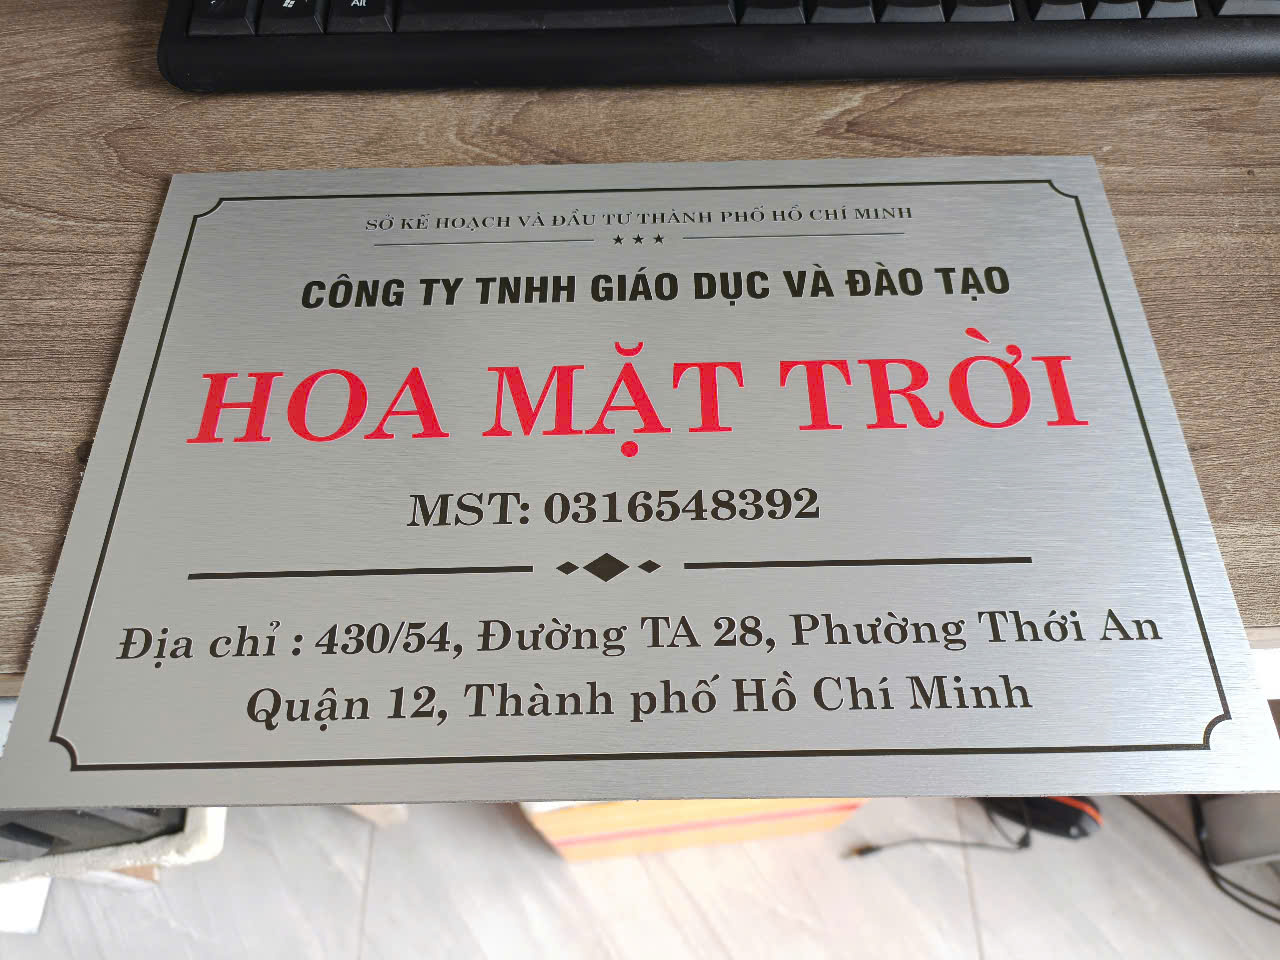 SỞ KẾ HOẠCH VÀ ĐẦU TƯ THÀNH PHỐ HỒ CHÍ MINH
CÔNG TY TNHH GIÁO DỤC VÀ ĐÀO TẠO
HOA MẶT TRỜI
MST: 0316548392
Địa chỉ : 430/54, Đường TA 28, Phường Thới An
Quận 12, Thành phố Hồ Chí Minh